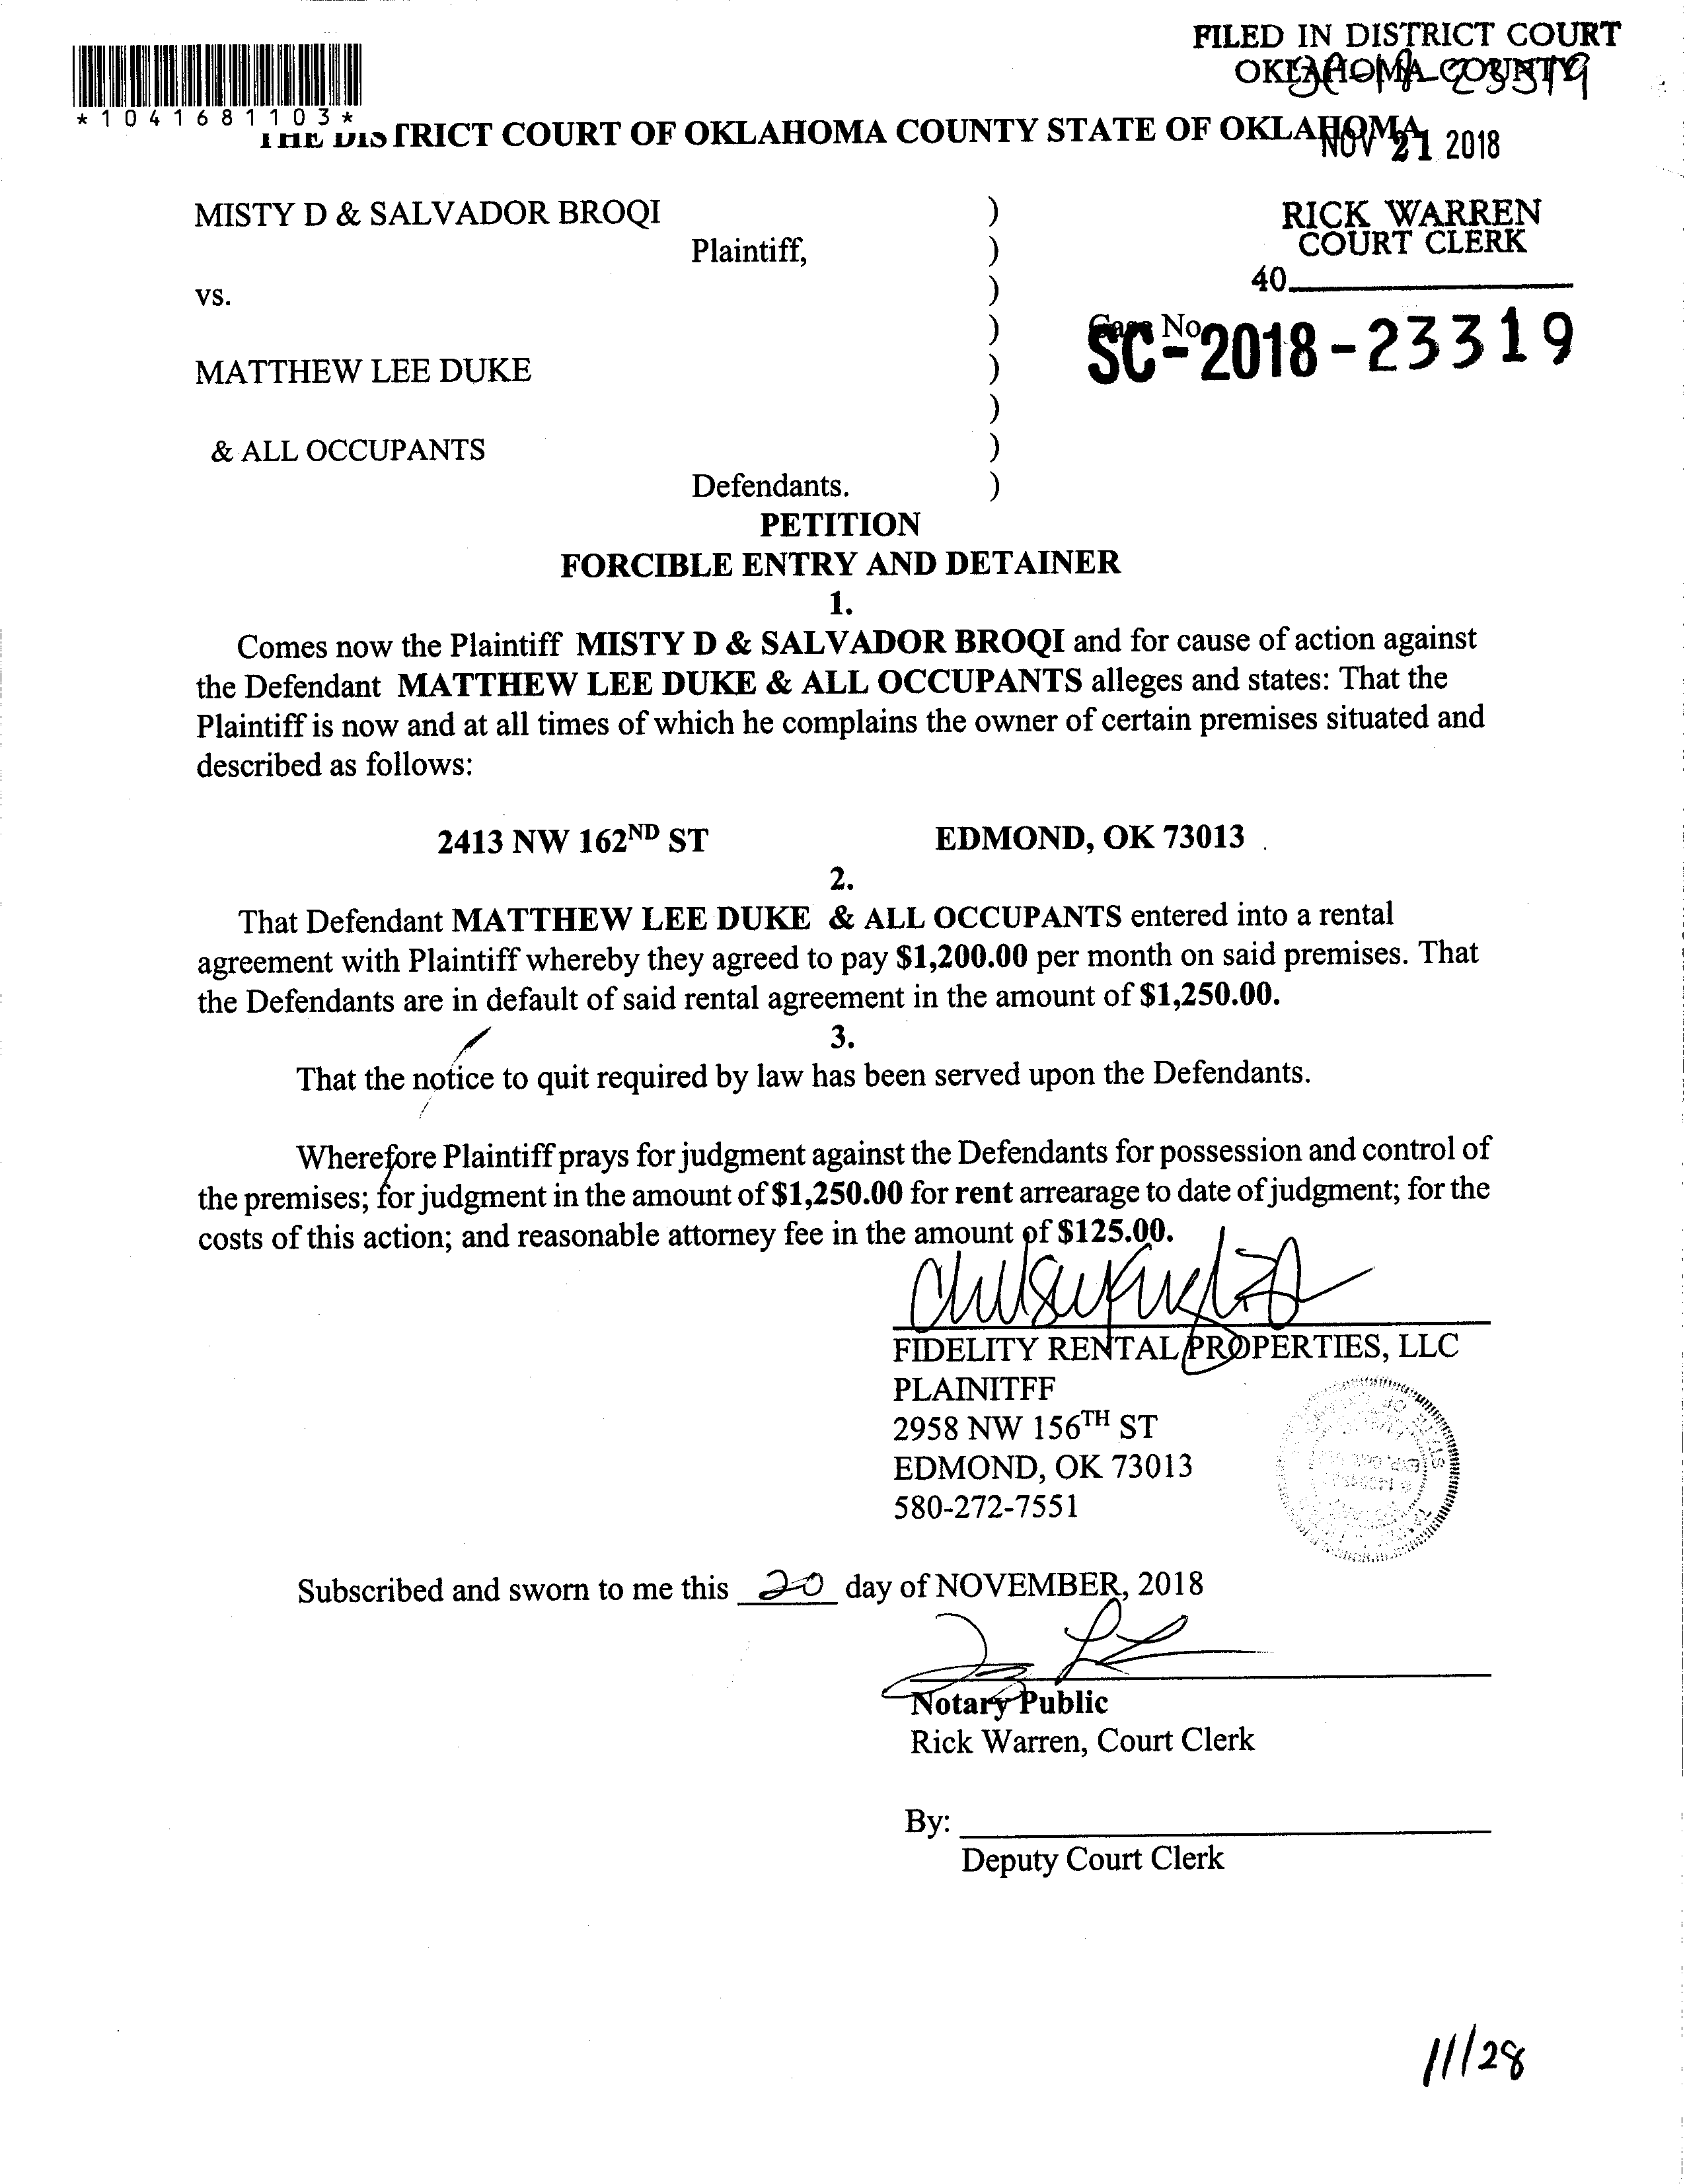 FILED IN DISTRICT COURT
OKLAHOMA COUNTY
*1041681103*
THE DISTRICT COURT OF OKLAHOMA COUNTY STATE OF OKLAHOMA
NOV 21 2018
MISTY D & SALVADOR BROQI )
Plaintiff, )
RICK WARREN
COURT CLERK
40
vs. )
)
Case No.
SC-2018-23319
MATTHEW LEE DUKE )
)
& ALL OCCUPANTS )
Defendants. )
PETITION
FORCIBLE ENTRY AND DETAINER
1.
Comes now the Plaintiff MISTY D & SALVADOR BROQI and for cause of action against
the Defendant MATTHEW LEE DUKE & ALL OCCUPANTS alleges and states: That the
Plaintiff is now and at all times of which he complains the owner of certain premises situated and
described as follows:
2413 NW 162ND ST EDMOND, OK 73013 .
2.
That Defendant MATTHEW LEE DUKE & ALL OCCUPANTS entered into a rental
agreement with Plaintiff whereby they agreed to pay $1,200.00 per month on said premises. That
the Defendants are in default of said rental agreement in the amount of $1,250.00.
3.
That the notice to quit required by law has been served upon the Defendants.
Wherefore Plaintiff prays for judgment against the Defendants for possession and control of
the premises; for judgment in the amount of $1,250.00 for rent arrearage to date of judgment; for the
costs of this action; and reasonable attorney fee in the amount of $125.00.
FIDELITY RENTAL PROPERTIES, LLC
PLAINITFF
2958 NW 156TH ST
EDMOND, OK 73013
580-272-7551
Subscribed and sworn to me this 20 day of NOVEMBER, 2018
Notary Public
Rick Warren, Court Clerk
By:
Deputy Court Clerk
11/28